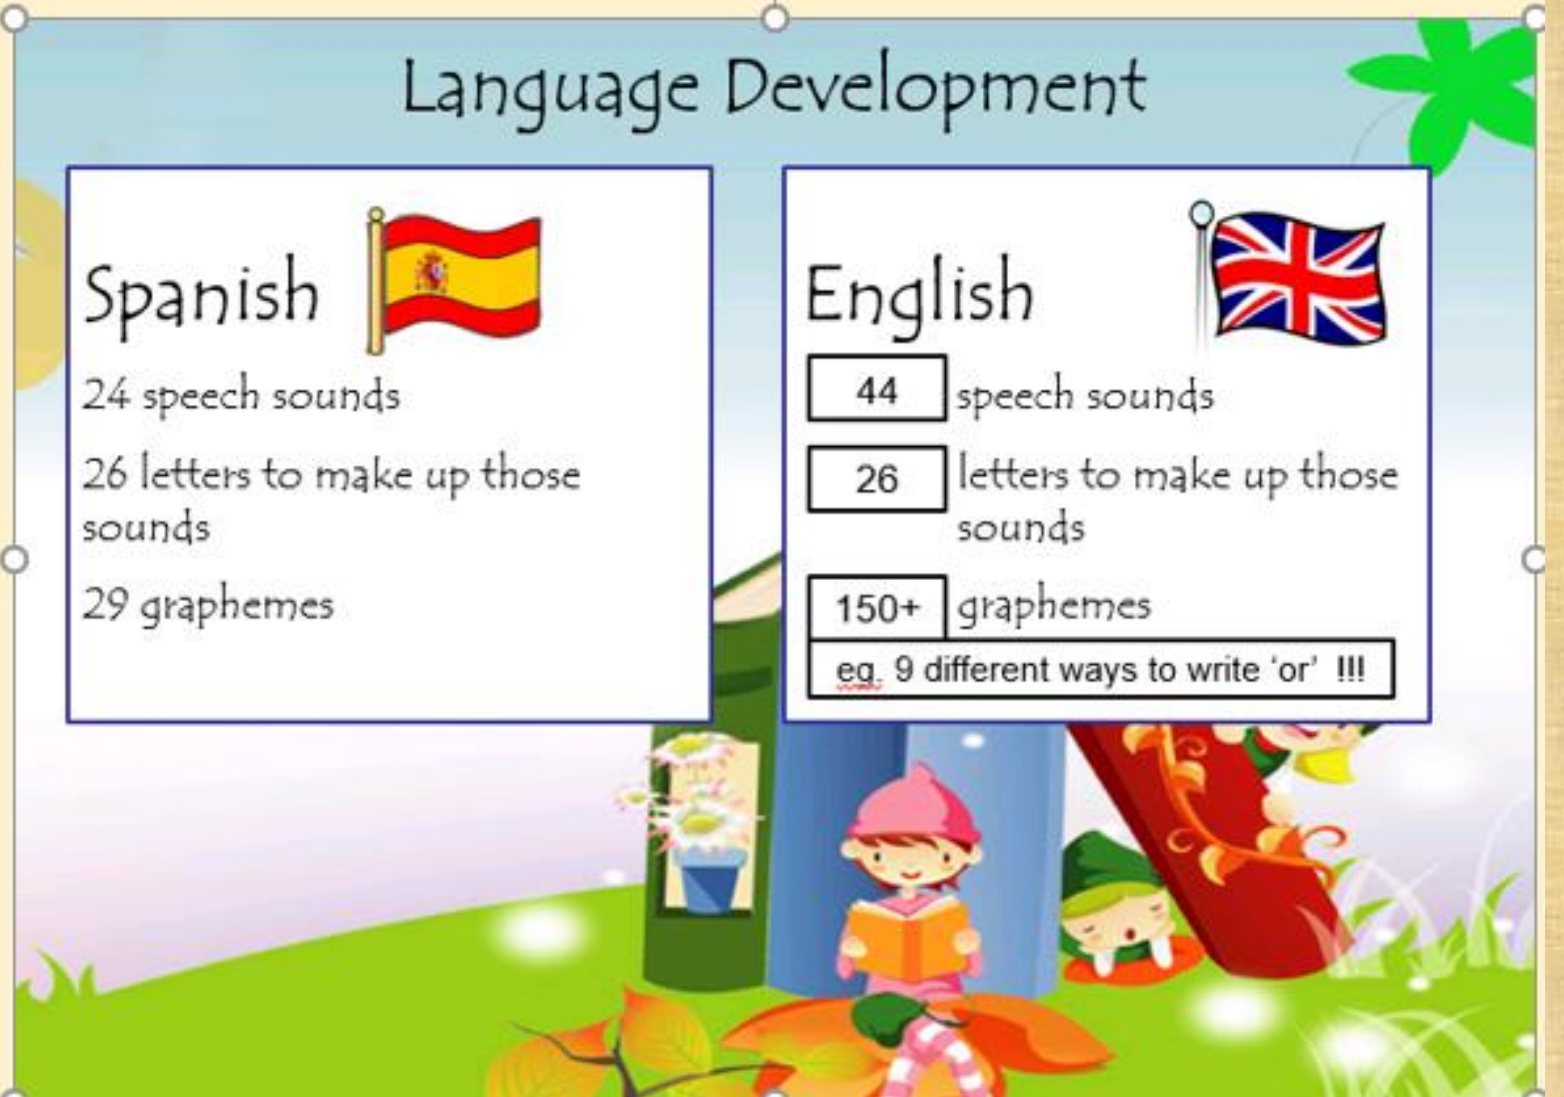 Language Development
Spanish
24 speech sounds
26 letters to make up those
sounds
29 graphemes
English
44 speech sounds
26 letters to make up those
sounds
150+ graphemes
eg. 9 different ways to write ‘or’ !!!